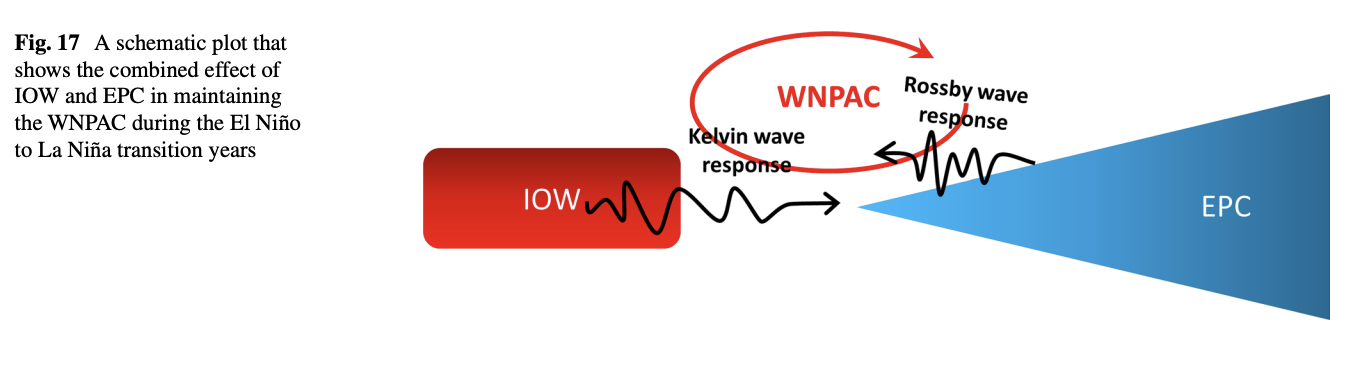 Fig. 17 A schematic plot that
shows the combined effect of
IOW and EPC in maintaining
the WNPAC during the El Niño
to La Niña transition years
WNPAC
Rossby wave
response
Kelvin wave
response
IOW
EPC